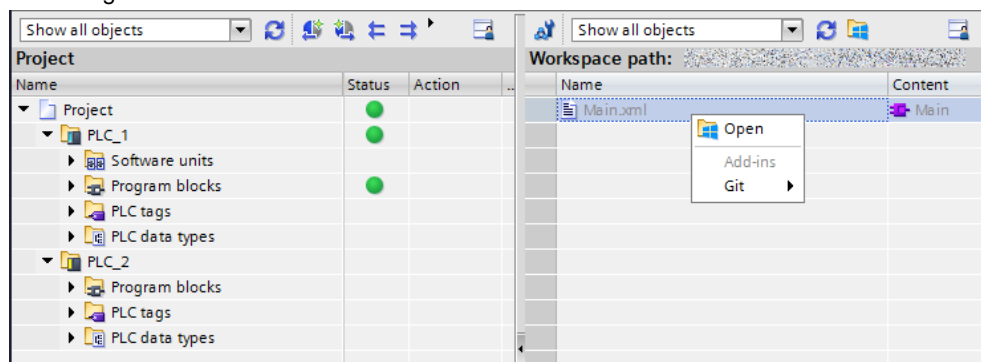 Show all objects
Project
Name Status Action ..
Project
PLC_1
Software units
Program blocks
PLC tags
PLC data types
PLC_2
Program blocks
PLC tags
PLC data types
Show all objects
Workspace path:
Name Content
Main.xml Main
Open
Add-ins
Git